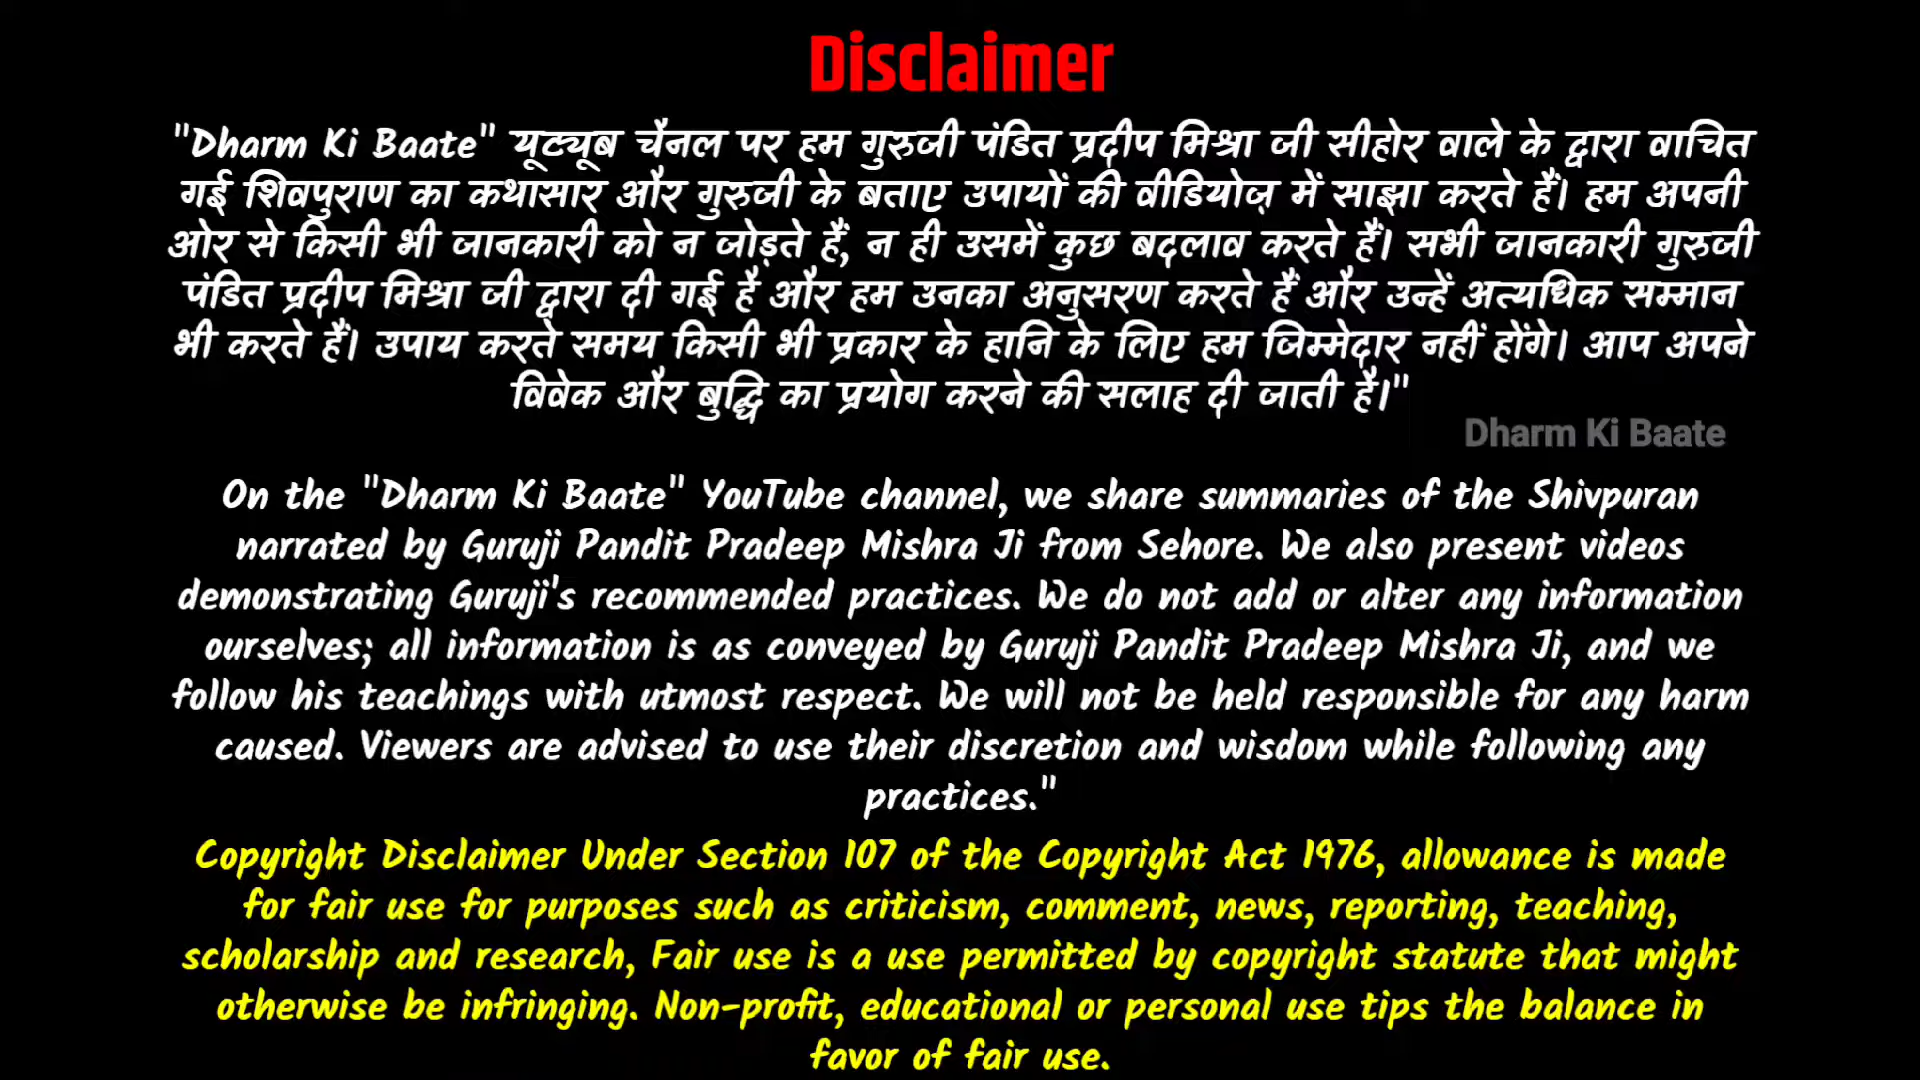 Disclaimer
"Dharm Ki Baate" यूट्यूब चैनल पर हम गुरुजी पंडित प्रदीप मिश्रा जी सीहोर वाले के द्वारा वाचित
गई शिवपुराण का कथासार और गुरुजी के बताए उपायों की वीडियोज़ में साझा करते हैं। हम अपनी
ओर से किसी भी जानकारी को न जोड़ते हैं, न ही उसमें कुछ बदलाव करते हैं। सभी जानकारी गुरुजी
पंडित प्रदीप मिश्रा जी द्वारा दी गई है और हम उनका अनुसरण करते हैं और उन्हें अत्यधिक सम्मान
भी करते हैं। उपाय करते समय किसी भी प्रकार के हानि के लिए हम जिम्मेदार नहीं होंगे। आप अपने
विवेक और बुद्धि का प्रयोग करने की सलाह दी जाती है।"
Dharm Ki Baate
On the "Dharm Ki Baate" YouTube channel, we share summaries of the Shivpuran
narrated by Guruji Pandit Pradeep Mishra Ji from Sehore. We also present videos
demonstrating Guruji's recommended practices. We do not add or alter any information
ourselves; all information is as conveyed by Guruji Pandit Pradeep Mishra Ji, and we
follow his teachings with utmost respect. We will not be held responsible for any harm
caused. Viewers are advised to use their discretion and wisdom while following any
practices."
Copyright Disclaimer Under Section 107 of the Copyright Act 1976, allowance is made
for fair use for purposes such as criticism, comment, news, reporting, teaching,
scholarship and research, Fair use is a use permitted by copyright statute that might
otherwise be infringing. Non-profit, educational or personal use tips the balance in
favor of fair use.